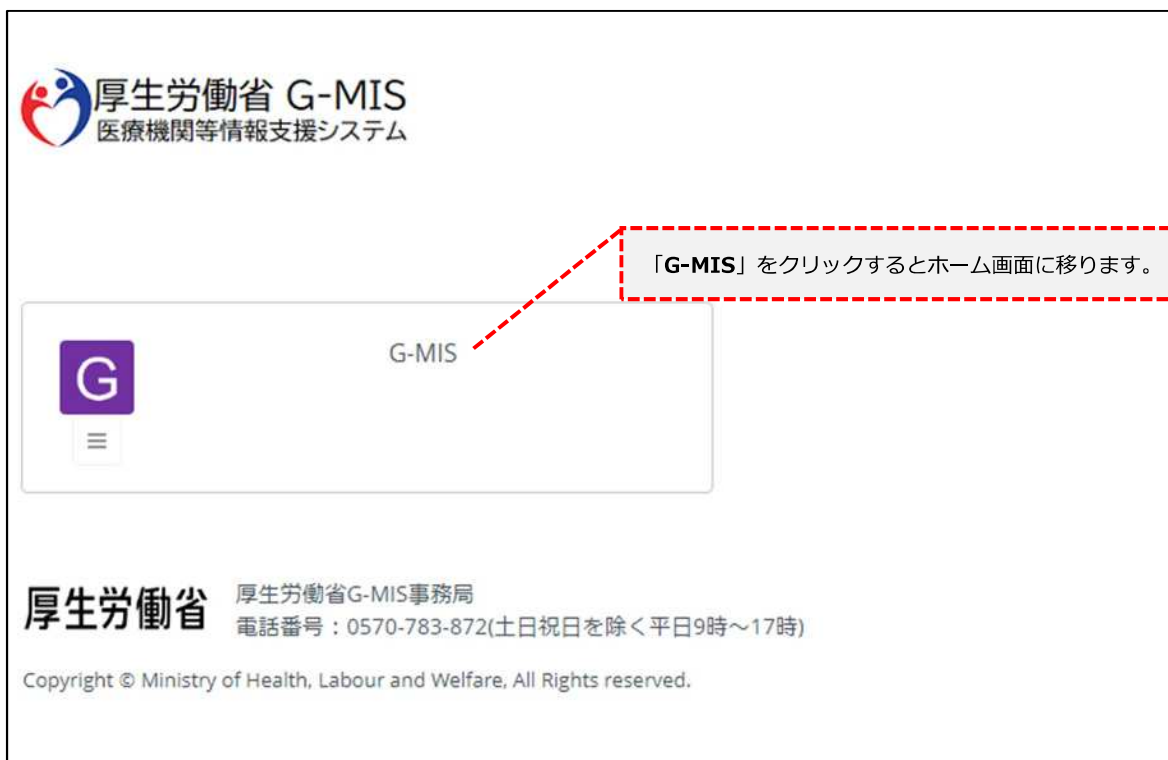 厚生労働省 G-MIS
医療機関等情報支援システム
「G-MIS」をクリックするとホーム画面に移ります。
G-MIS
G
厚生労働省
厚生労働省G-MIS事務局
電話番号：0570-783-872(土日祝日を除く平日9時～17時)
Copyright © Ministry of Health, Labour and Welfare, All Rights reserved.